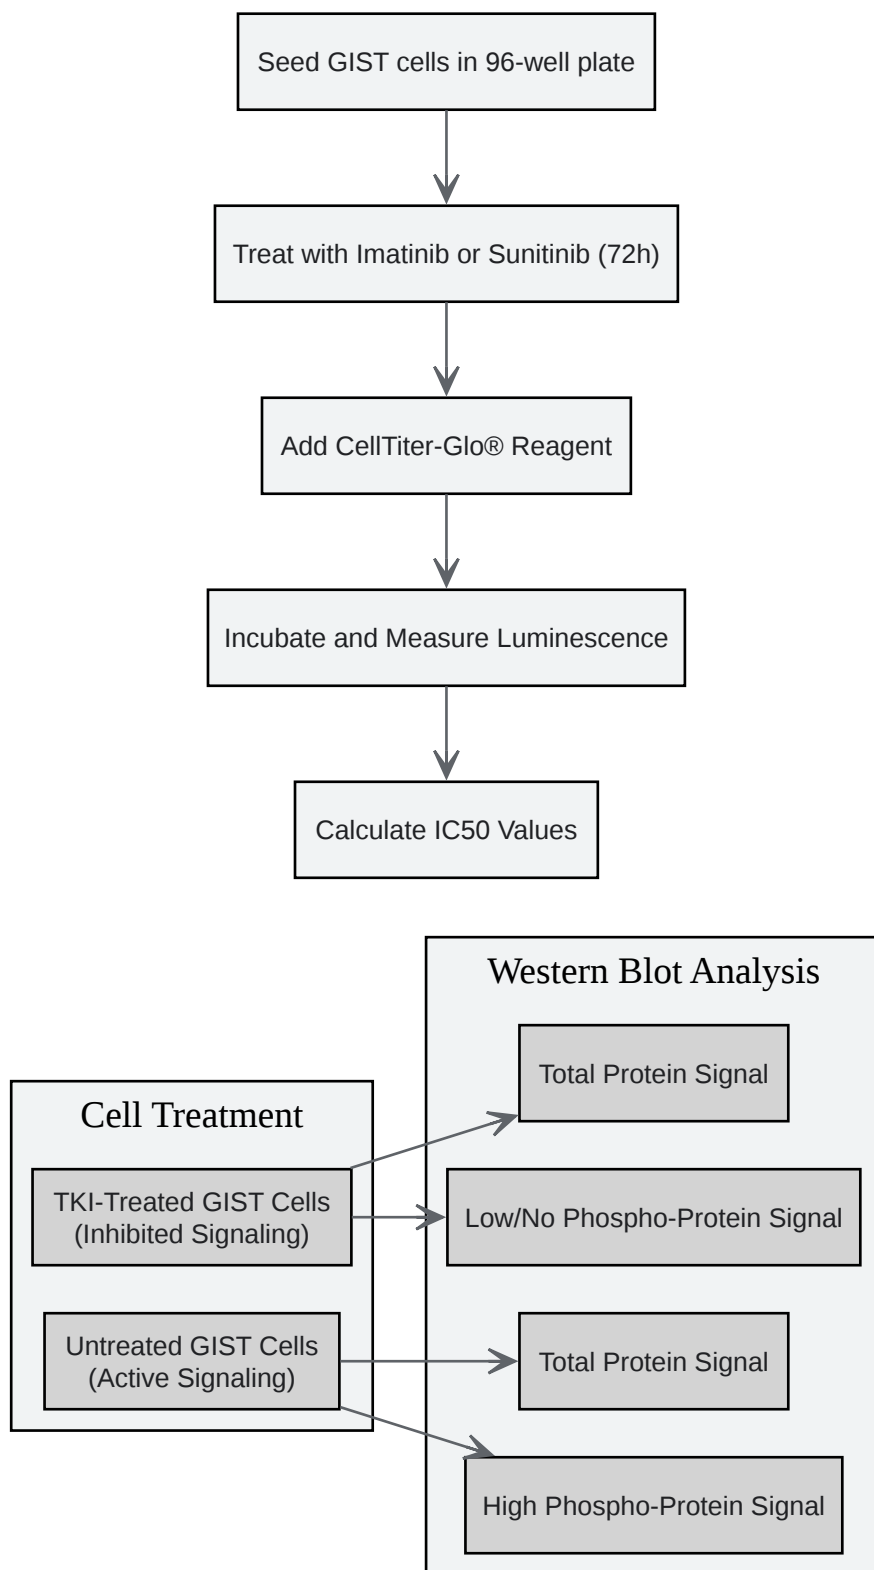 Seed GIST cells in 96-well plate
Treat with Imatinib or Sunitinib (72h)
Add CellTiter-Glo® Reagent
Incubate and Measure Luminescence
Calculate IC50 Values
Western Blot Analysis
Total Protein Signal
Cell Treatment
TKI-Treated GIST Cells
(Inhibited Signaling)
Low/No Phospho-Protein Signal
Untreated GIST Cells
(Active Signaling)
Total Protein Signal
High Phospho-Protein Signal